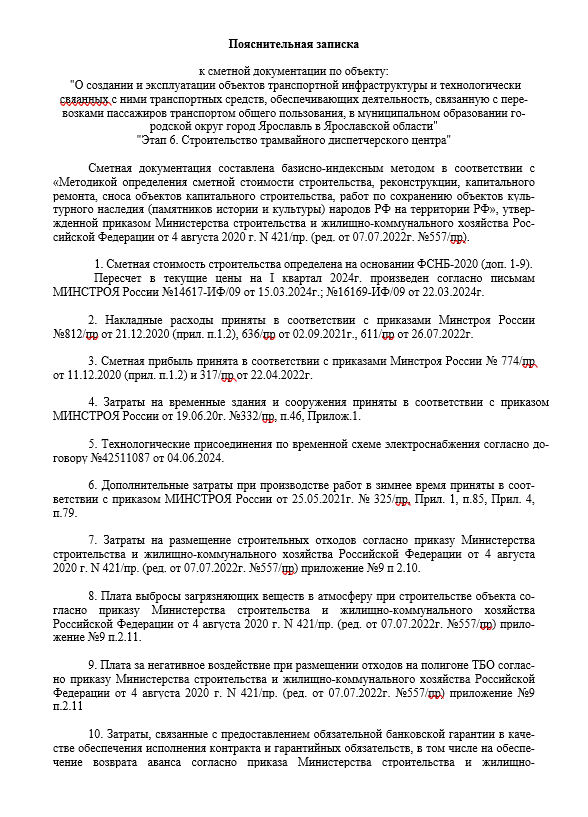 Пояснительная записка
к сметной документации по объекту:
"О создании и эксплуатации объектов транспортной инфраструктуры и технологически
свяанных с ними транспортных средств, обеспечивающих деятельность, связанную с пере-
возками пассажиров транспортом общего пользования, в муниципальном образовании го-
родской округ город Ярославль в Ярославской области"
"Этап 6. Строительство трамвайного диспетчерского центра"
Сметная документация составлена базисно-индексным методом в соответствии с
«Методикой определения сметной стоимости строительства, реконструкции, капитального
ремонта, сноса объектов капитального строительства, работ по сохранению объектов куль-
турного наследия (памятников истории и культуры) народов РФ на территории РФ», утвер-
жденной приказом Министерства строительства и жилищно-коммунального хозяйства Рос-
сийской Федерации от 4 августа 2020 г. N 421/пр. (ред. от 07.07.2022г. №557/пр).
1. Сметная стоимость строительства определена на основании ФСНБ-2020 (доп. 1-9).
Пересчет в текущие цены на I квартал 2024г. произведен согласно письмам
МИНСТРОЯ России №14617-ИФ/09 от 15.03.2024г.; №16169-ИФ/09 от 22.03.2024г.
2. Накладные расходы приняты в соответствии с приказами Минстроя России
№812/пр от 21.12.2020 (прил. п.1.2), 636/пр от 02.09.2021г., 611/пр от 26.07.2022г.
3. Сметная прибыль принята в соответствии с приказами Минстроя России № 774/пр
от 11.12.2020 (прил. п.1.2) и 317/пр от 22.04.2022г.
4. Затраты на временные здания и сооружения приняты в соответствии с приказом
МИНСТРОЯ России от 19.06.20г. №332/пр, п.46, Прилож.1.
5. Технологические присоединения по временной схеме электроснабжения согласно до-
говору №42511087 от 04.06.2024.
6. Дополнительные затраты при производстве работ в зимнее время приняты в соот-
ветствии с приказом МИНСТРОЯ России от 25.05.2021г. № 325/пр, Прил. 1, п.85, Прил. 4,
п.79.
7. Затраты на размещение строительных отходов согласно приказу Министерства
строительства и жилищно-коммунального хозяйства Российской Федерации от 4 августа
2020 г. N 421/пр. (ред. от 07.07.2022г. №557/пр) приложение №9 п 2.10.
8. Плата выбросы загрязняющих веществ в атмосферу при строительстве объекта со-
гласно приказу Министерства строительства и жилищно-коммунального хозяйства
Российской Федерации от 4 августа 2020 г. N 421/пр. (ред. от 07.07.2022г. №557/пр) прило-
жение №9 п.2.11.
9. Плата за негативное воздействие при размещении отходов на полигоне ТБО соглас-
но приказу Министерства строительства и жилищно-коммунального хозяйства Российской
Федерации от 4 августа 2020 г. N 421/пр. (ред. от 07.07.2022г. №557/пр) приложение №9
п.2.11
10. Затраты, связанные с предоставлением обязательной банковской гарантии в каче-
стве обеспечения исполнения контракта и гарантийных обязательств, в том числе на обеспе-
чение возврата аванса согласно приказа Министерства строительства и жилищно-